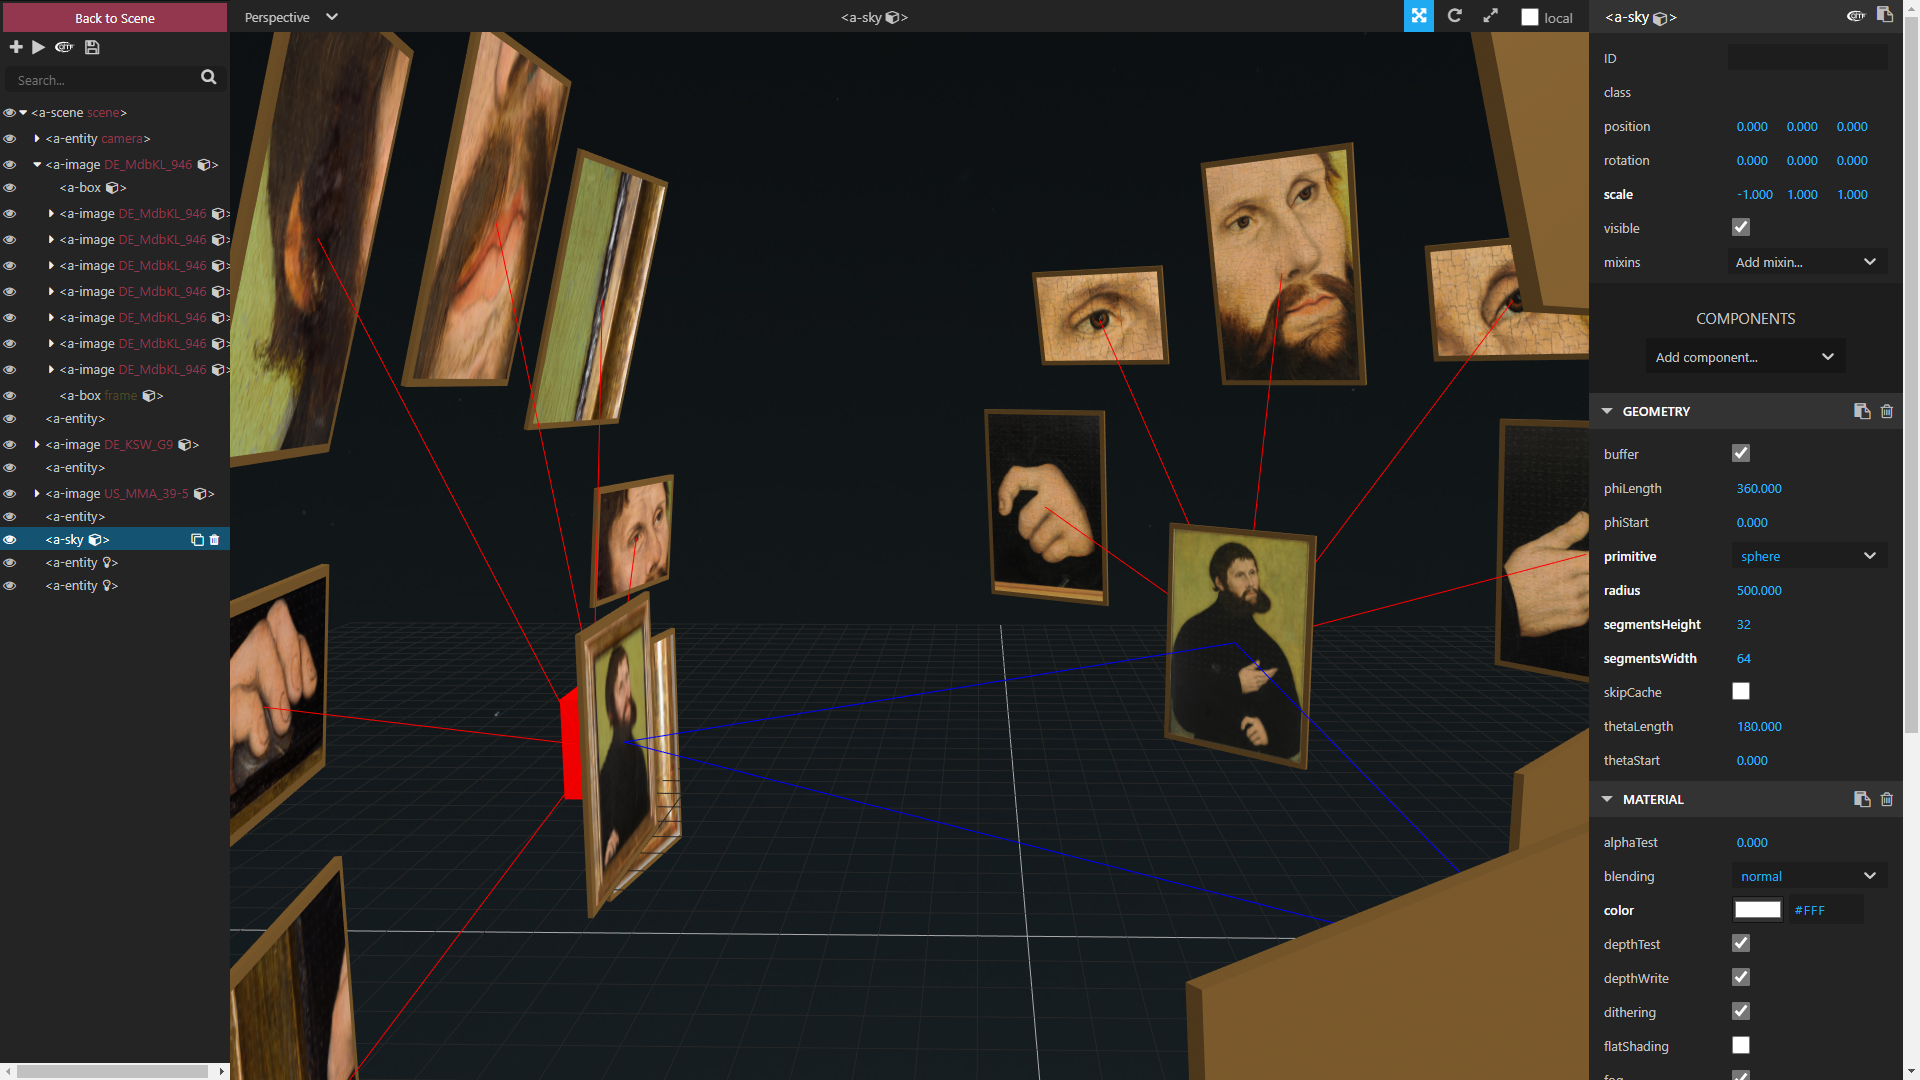 Back to Scene
Search...
<a-scene scene>
<a-entity camera>
<a-image DE_MdbKL_946 >
<a-box >
<a-image DE_MdbKL_946 >
<a-image DE_MdbKL_946 >
<a-image DE_MdbKL_946 >
<a-image DE_MdbKL_946 >
<a-image DE_MdbKL_946 >
<a-image DE_MdbKL_946 >
<a-image DE_MdbKL_946 >
<a-box frame >
<a-entity>
<a-image DE_KSW_G9 >
<a-entity>
<a-image US_MMA_39-5 >
<a-entity>
<a-sky >
<a-entity >
<a-entity >
Perspective
<a-sky >
local
<a-sky >
glTF
ID
class
position 0.000 0.000 0.000
rotation 0.000 0.000 0.000
scale -1.000 1.000 1.000
visible
mixins Add mixin...
COMPONENTS
Add component...
GEOMETRY
buffer
phiLength 360.000
phiStart 0.000
primitive sphere
radius 500.000
segmentsHeight 32
segmentsWidth 64
skipCache
thetaLength 180.000
thetaStart 0.000
MATERIAL
alphaTest 0.000
blending normal
color #FFF
depthTest
depthWrite
dithering
flatShading
fog